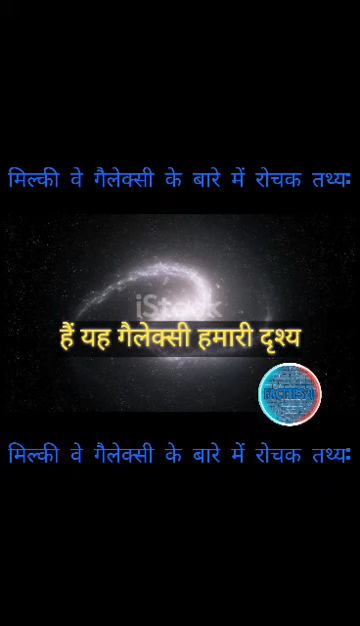 मिल्की वे गैलेक्सी के बारे में रोचक तथ्यः
iStock
हैं यह गैलेक्सी हमारी दृश्य
मिल्की वे गैलेक्सी के बारे में रोचक तथ्यः